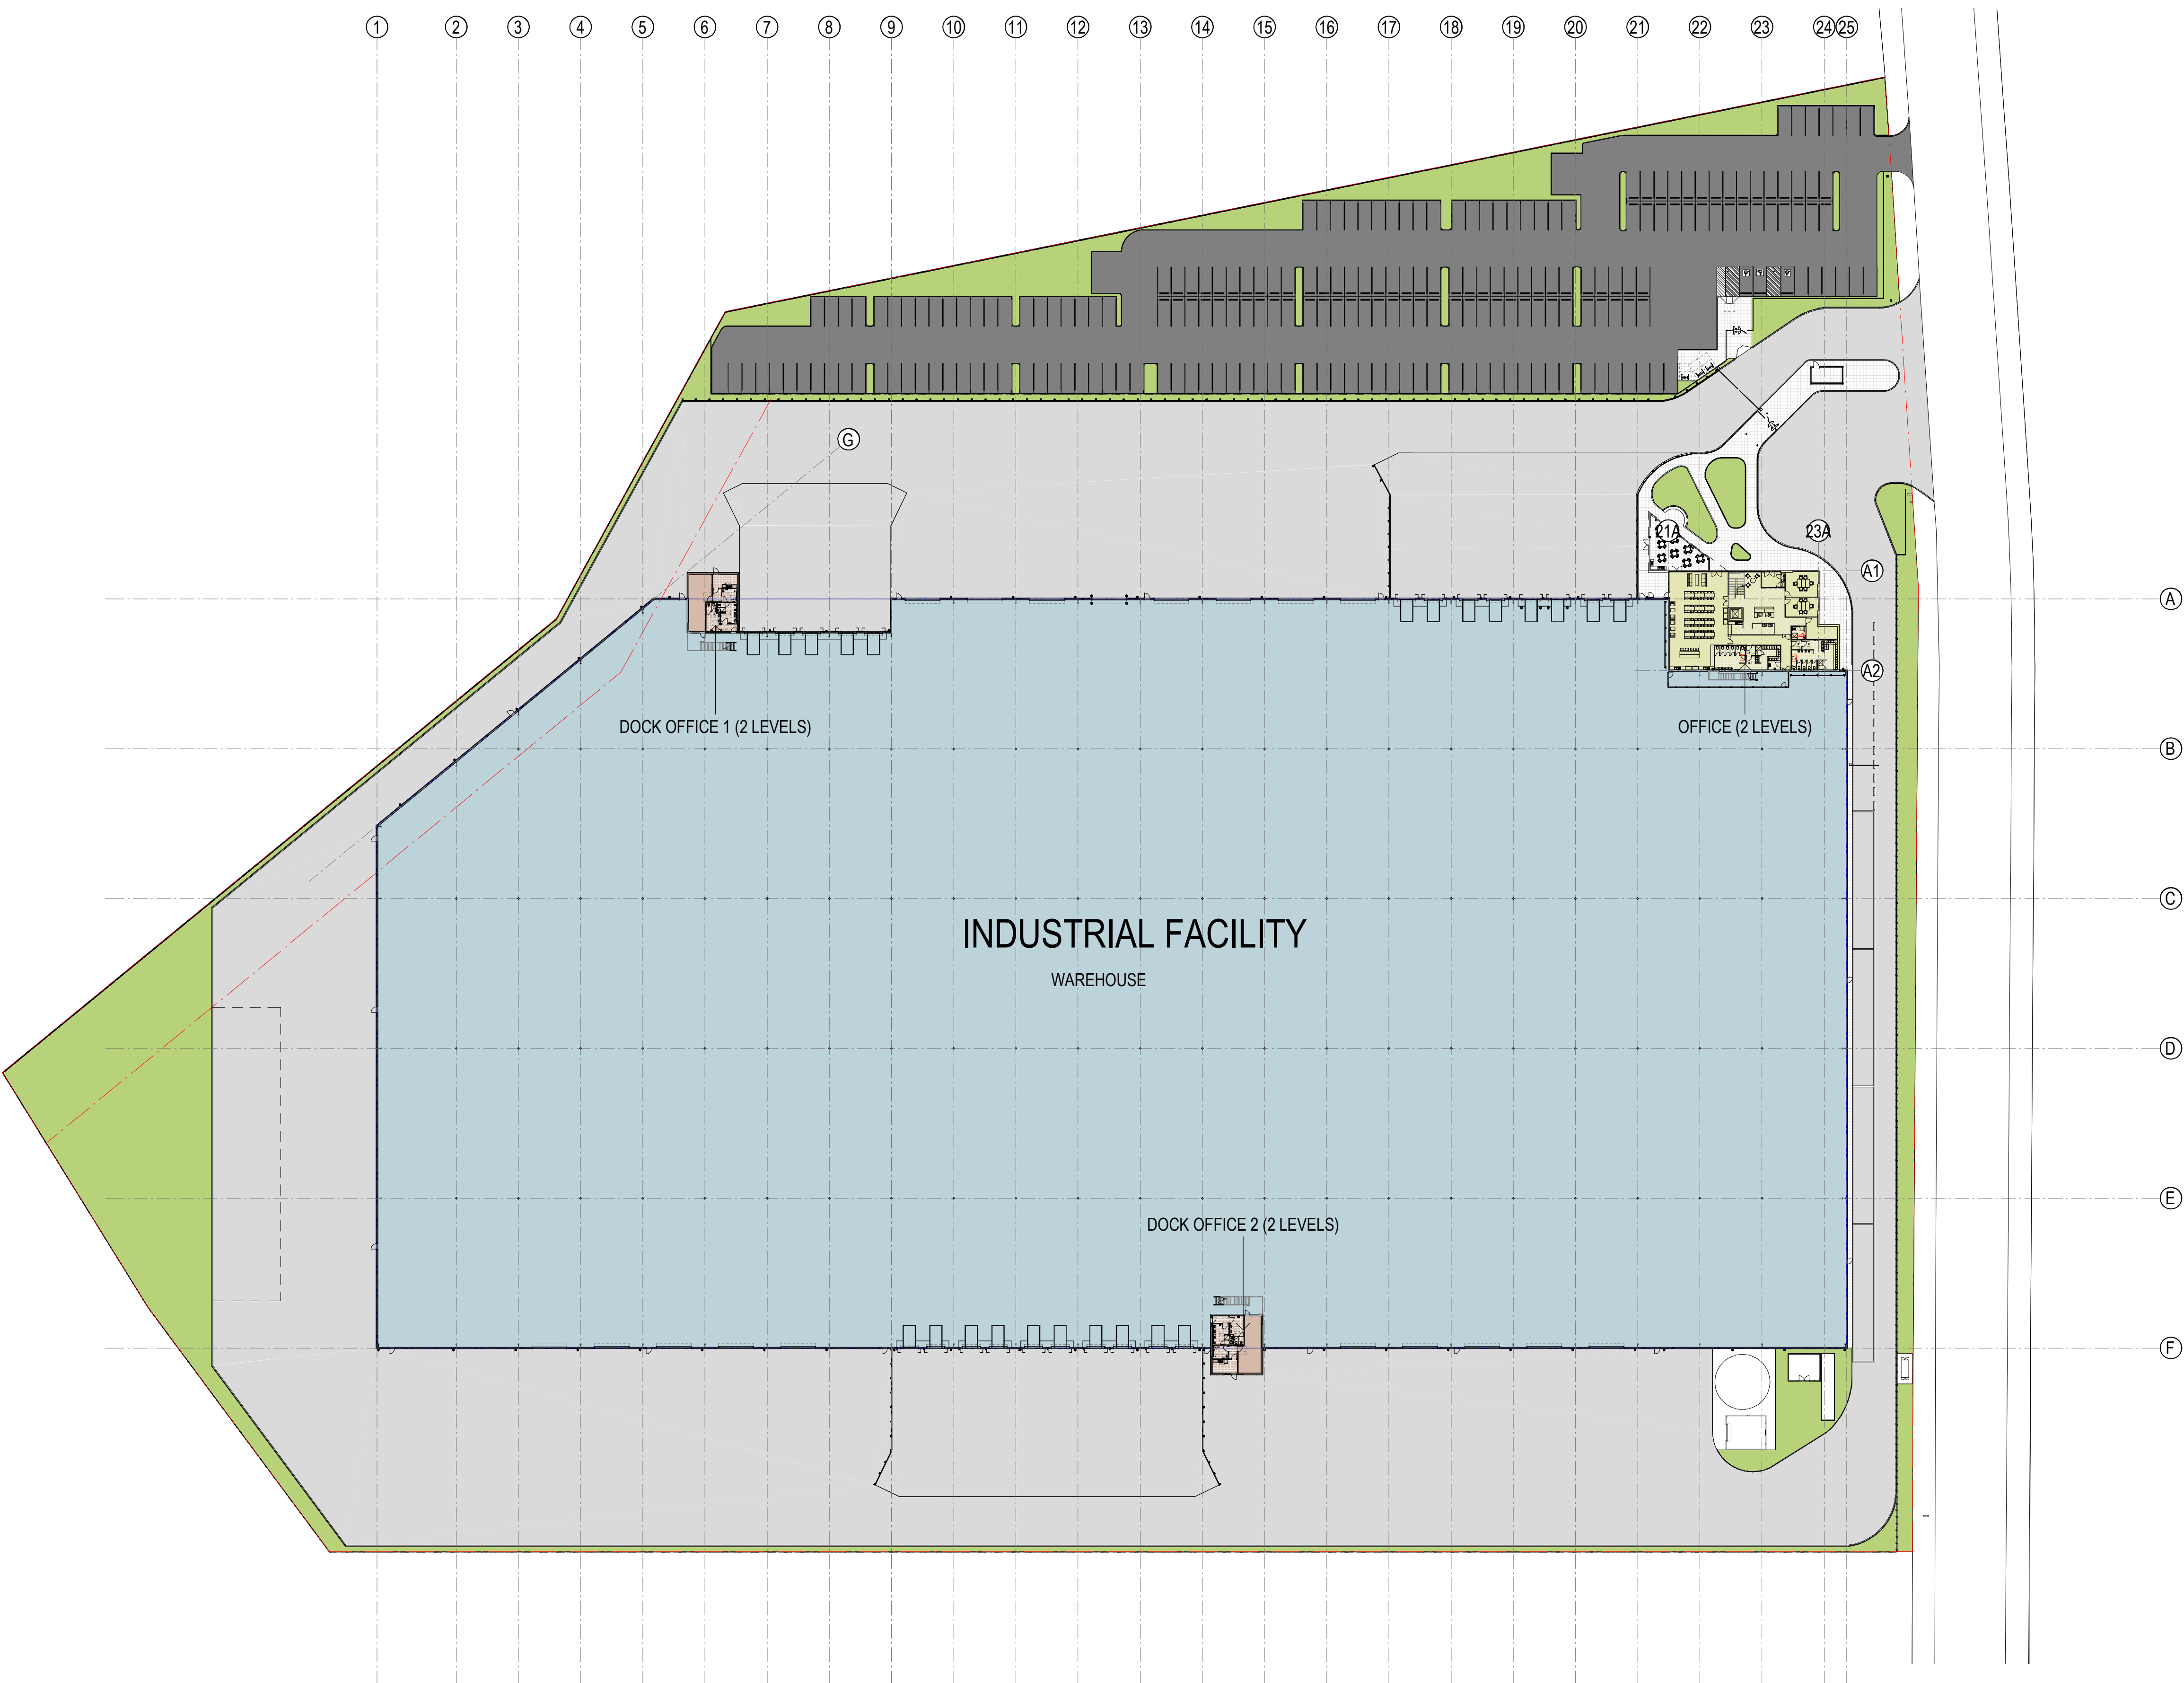 1 2 3 4 5 6 7 8 9 10 11 12 13 14 15 16 17 18 19 20 21 22 23 24 25
G
21A 23A
A1
A
A2
DOCK OFFICE 1 (2 LEVELS) OFFICE (2 LEVELS)
B
C
INDUSTRIAL FACILITY
WAREHOUSE
D
E
DOCK OFFICE 2 (2 LEVELS)
F